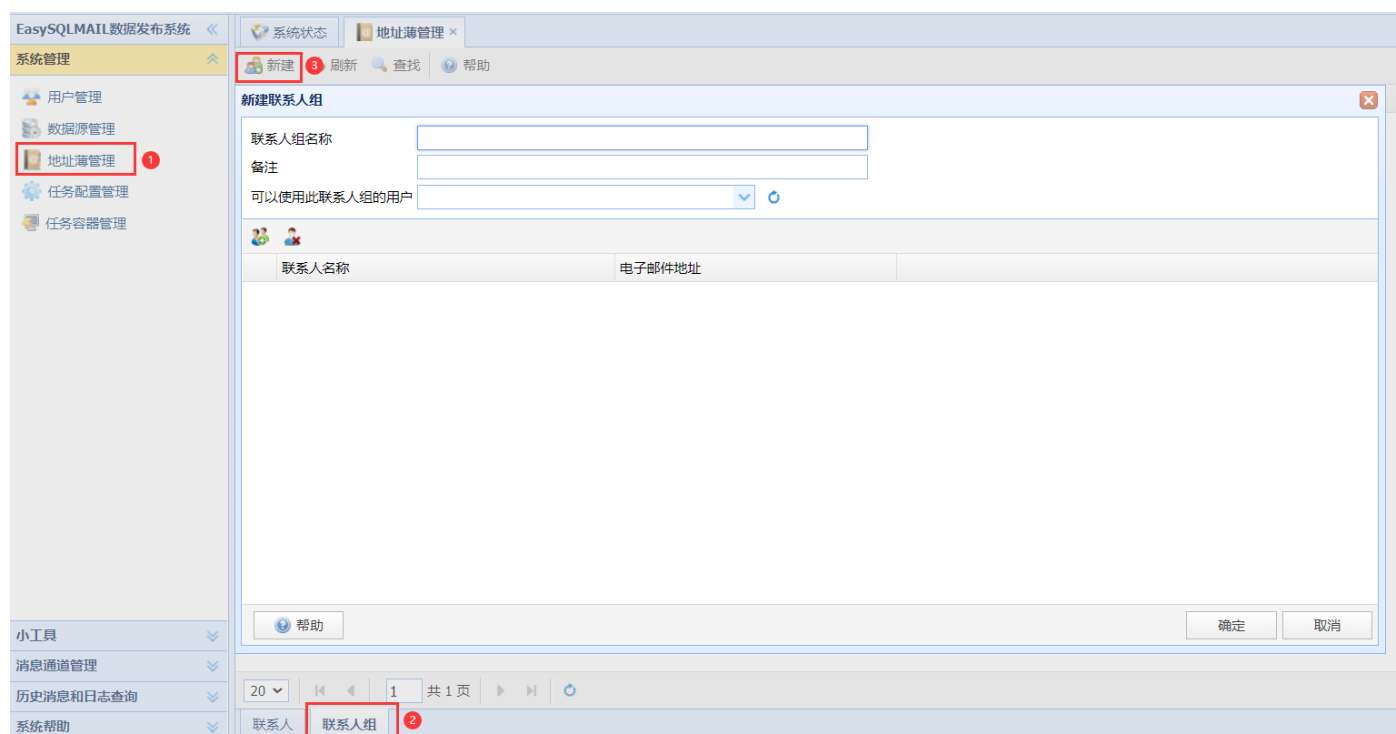 EasySQLMAIL数据发布系统
系统状态
地址薄管理
系统管理
新建 3 刷新 查找 帮助
用户管理
数据源管理
地址薄管理 1
任务配置管理
任务容器管理
新建联系人组
联系人组名称
备注
可以使用此联系人组的用户
联系人名称 电子邮件地址
帮助 确定 取消
小工具
消息通道管理
历史消息和日志查询
系统帮助
20 1 共 1 页
联系人 联系人组 2